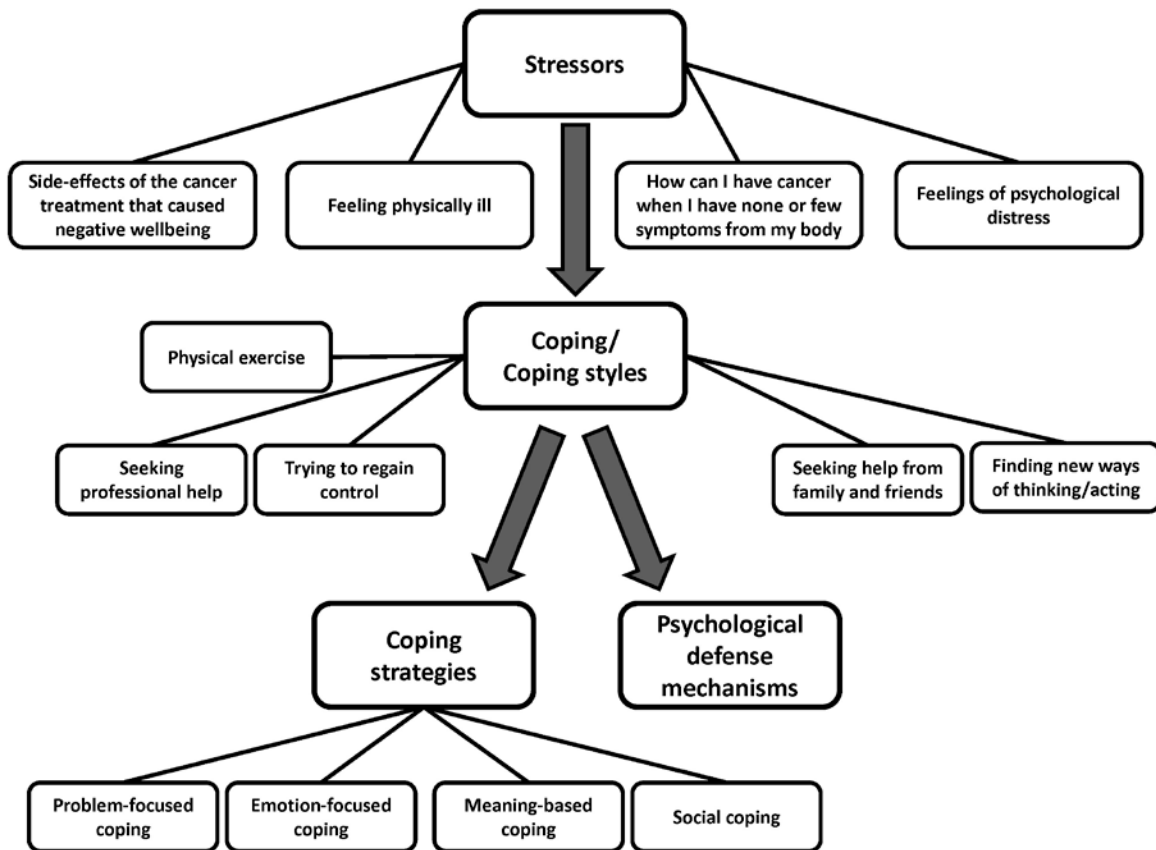 Stressors
Side-effects of the cancer
treatment that caused
negative wellbeing
Feeling physically ill
How can I have cancer
when I have none or few
symptoms from my body
Feelings of psychological
distress
Coping/
Coping styles
Physical exercise
Seeking
professional help
Trying to regain
control
Seeking help from
family and friends
Finding new ways
of thinking/acting
Coping
strategies
Psychological
defense
mechanisms
Problem-focused
coping
Emotion-focused
coping
Meaning-based
coping
Social coping